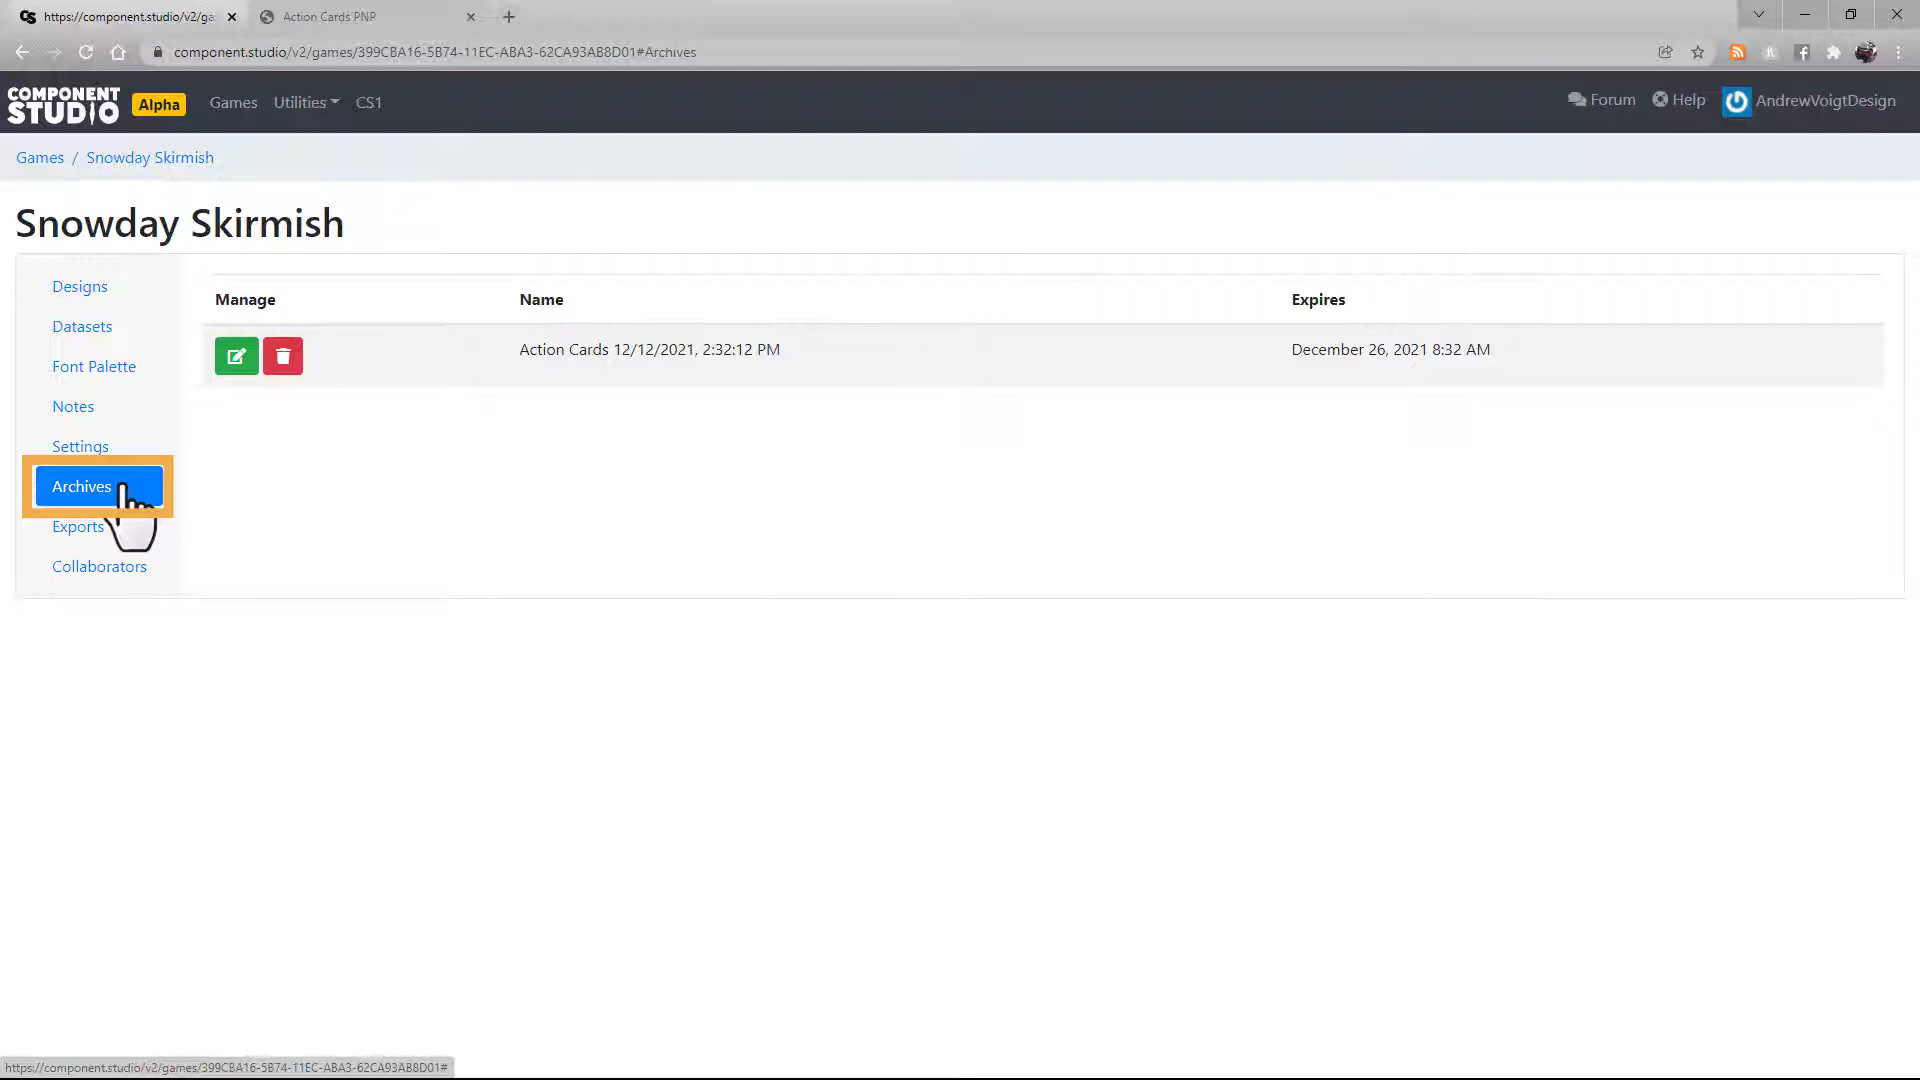 https://component.studio/v2/ga
Action Cards PNP
component.studio/v2/games/399CBA16-5B74-11EC-ABA3-62CA93AB8D01#Archives
COMPONENT
STUDIO
Alpha
Games
Utilities
CS1
Forum
Help
AndrewVoigtDesign
Games / Snowday Skirmish
Snowday Skirmish
Designs
Datasets
Font Palette
Notes
Settings
Archives
Exports
Collaborators
Manage
Name
Expires
Action Cards 12/12/2021, 2:32:12 PM
December 26, 2021 8:32 AM
https://component.studio/v2/games/399CBA16-5B74-11EC-ABA3-62CA93AB8D01#